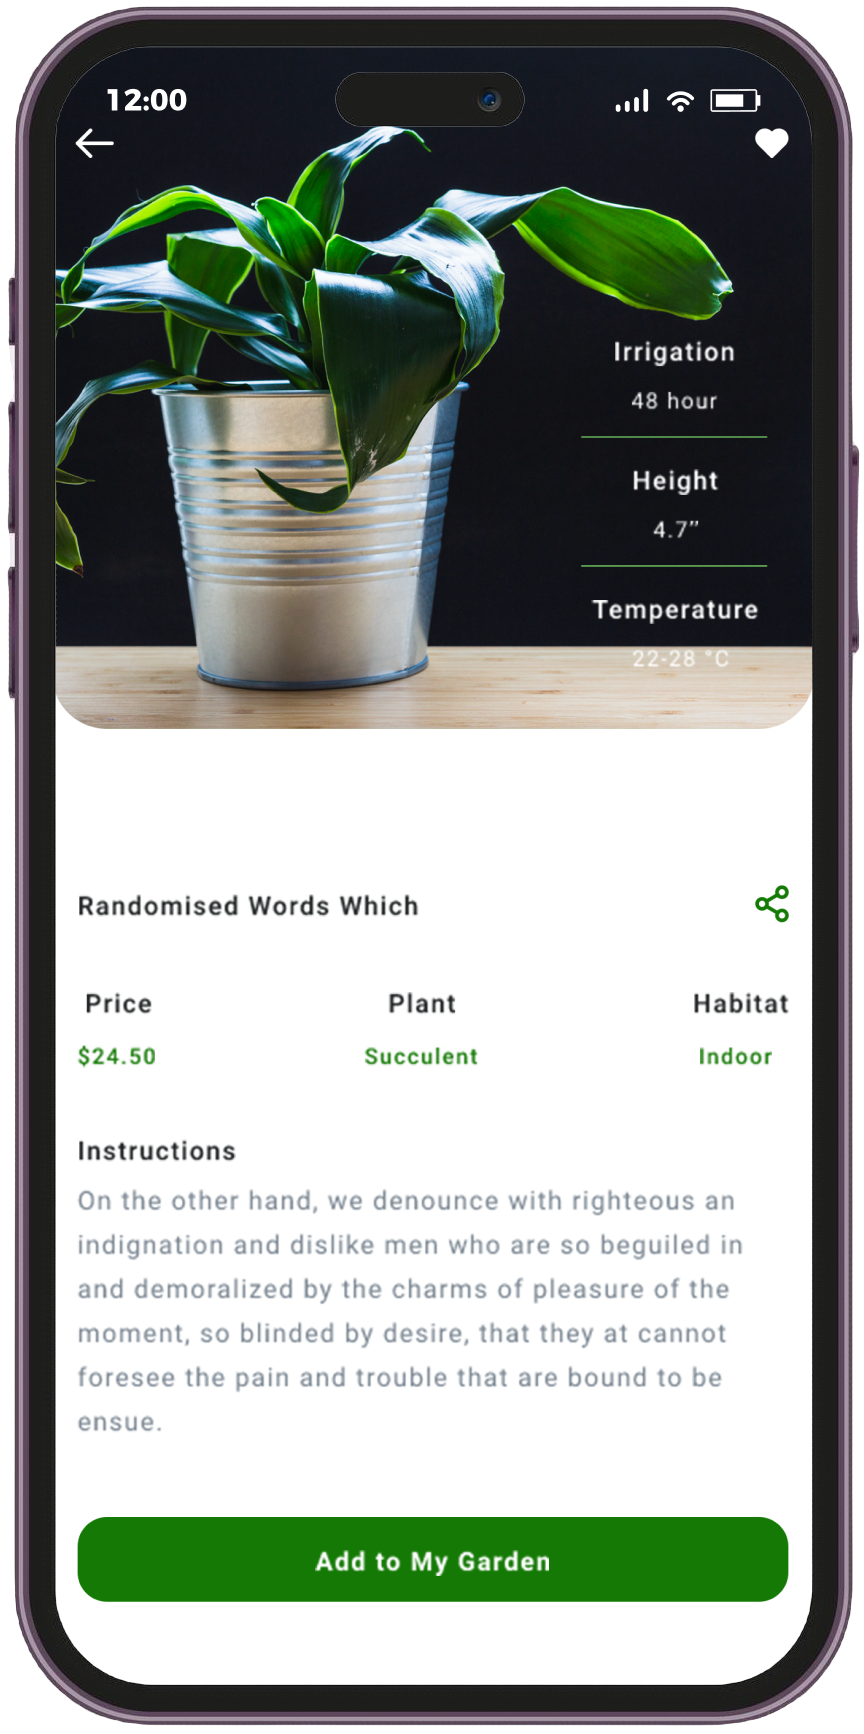 12:00
Irrigation
48 hour
Height
4.7”
Temperature
22-28 °C
Randomised Words Which
Price
Plant
Habitat
$24.50
Succulent
Indoor
Instructions
On the other hand, we denounce with righteous an
indignation and dislike men who are so beguiled in
and demoralized by the charms of pleasure of the
moment, so blinded by desire, that they at cannot
foresee the pain and trouble that are bound to be
ensue.
Add to My Garden